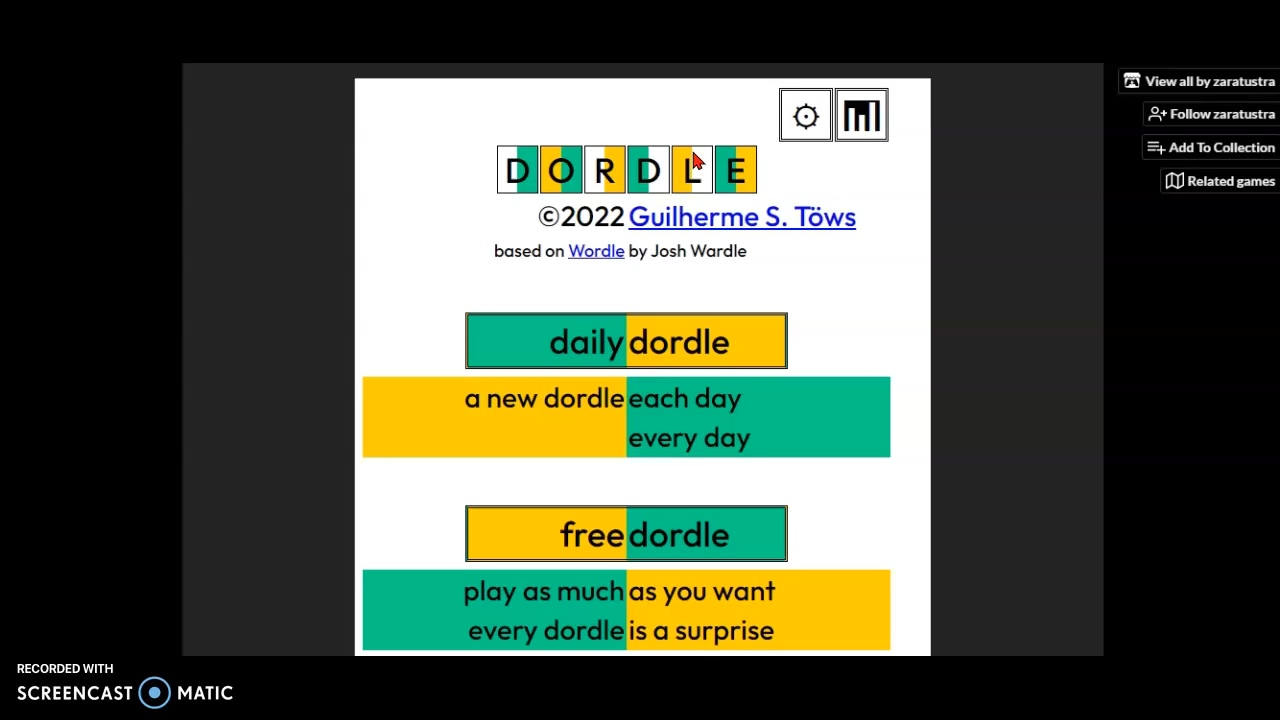 View all by zaratustra
Follow zaratustra
Add To Collection
Related games
DORDLE
©2022 Guilherme S. Töws
based on Wordle by Josh Wardle
daily dordle
a new dordle each day
every day
free dordle
play as much as you want
every dordle is a surprise
RECORDED WITH
SCREENCAST MATIC